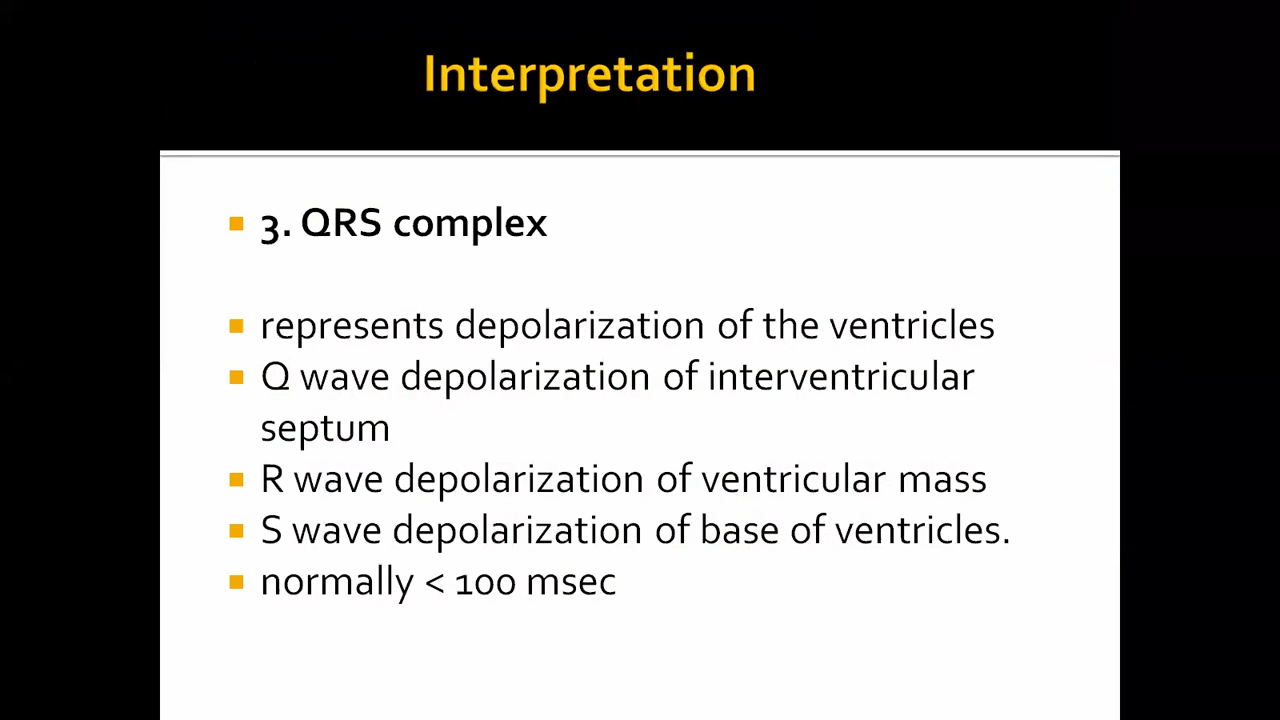 Interpretation
3. QRS complex
represents depolarization of the ventricles
Q wave depolarization of interventricular
septum
R wave depolarization of ventricular mass
S wave depolarization of base of ventricles.
normally < 100 msec